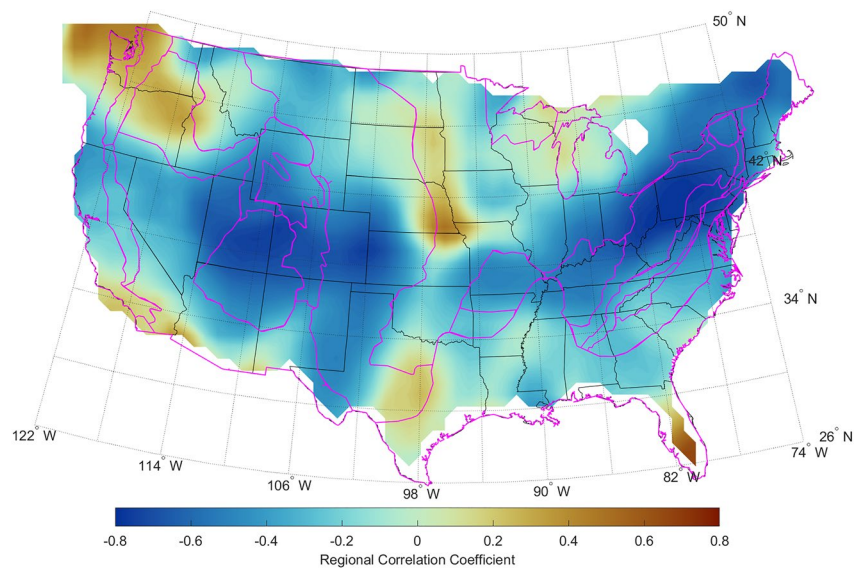 50° N
42° N
34° N
26° N
122° W
114° W
106° W
98° W
90° W
82° W
74° W
-0.8 -0.6 -0.4 -0.2 0 0.2 0.4 0.6 0.8
Regional Correlation Coefficient